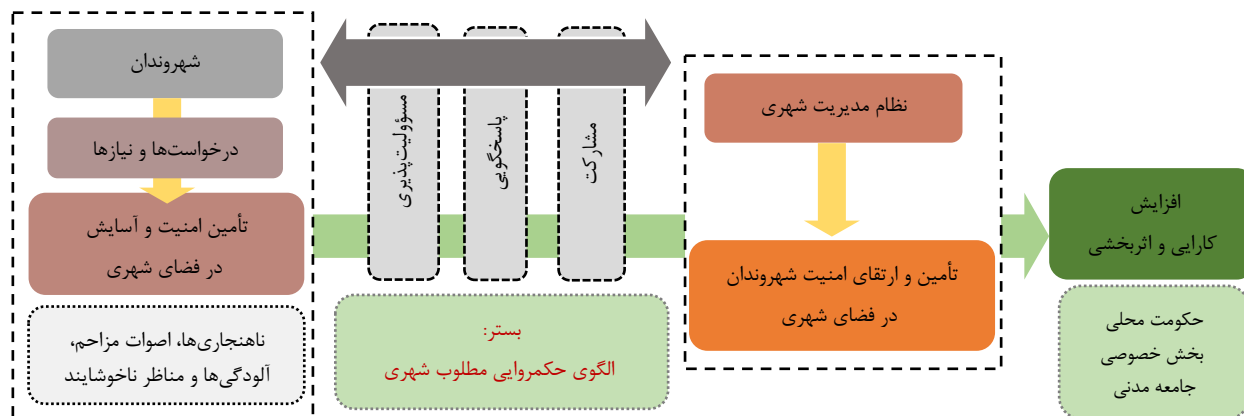 شهروندان
درخواست‌ها و نیازها
تأمین امنیت و آسایش
در فضای شهری
ناهنجاری‌ها، اصوات مزاحم،
آلودگی‌ها و مناظر ناخوشایند
مسؤولیت‌پذیری
پاسخگویی
مشارکت
بستر:
الگوی حکمروایی مطلوب شهری
نظام مدیریت شهری
تأمین و ارتقای امنیت شهروندان
در فضای شهری
افزایش
کارایی و اثربخشی
حکومت محلی
بخش خصوصی
جامعه مدنی